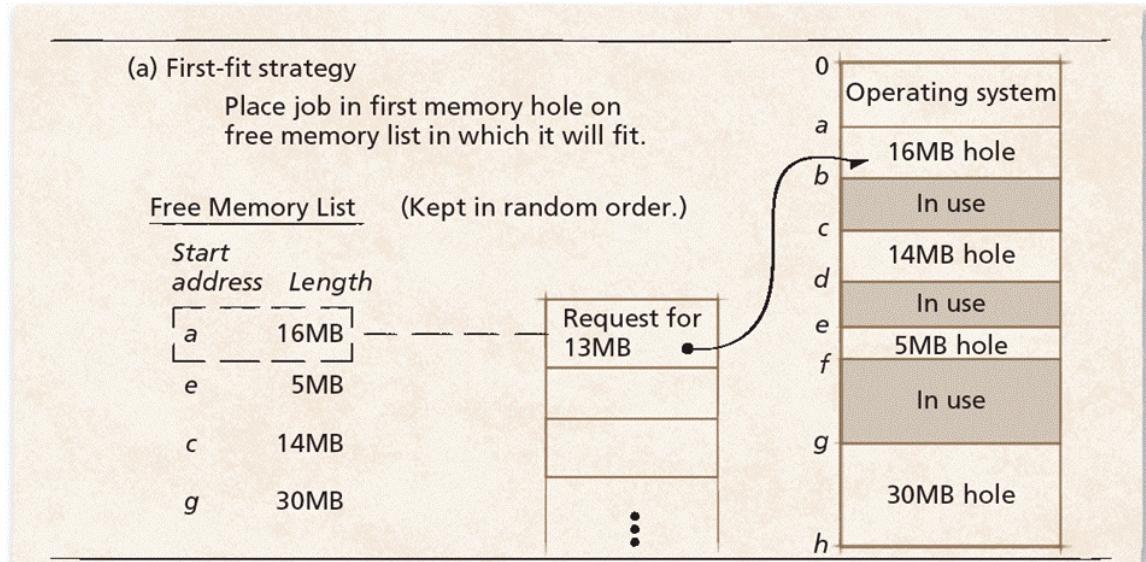 (a) First-fit strategy
Place job in first memory hole on
free memory list in which it will fit.
Free Memory List (Kept in random order.)
Start
address Length
a 16MB
e 5MB
c 14MB
g 30MB
Request for
13MB
0
Operating system
a
16MB hole
b
In use
c
14MB hole
d
In use
e
5MB hole
f
In use
g
30MB hole
h